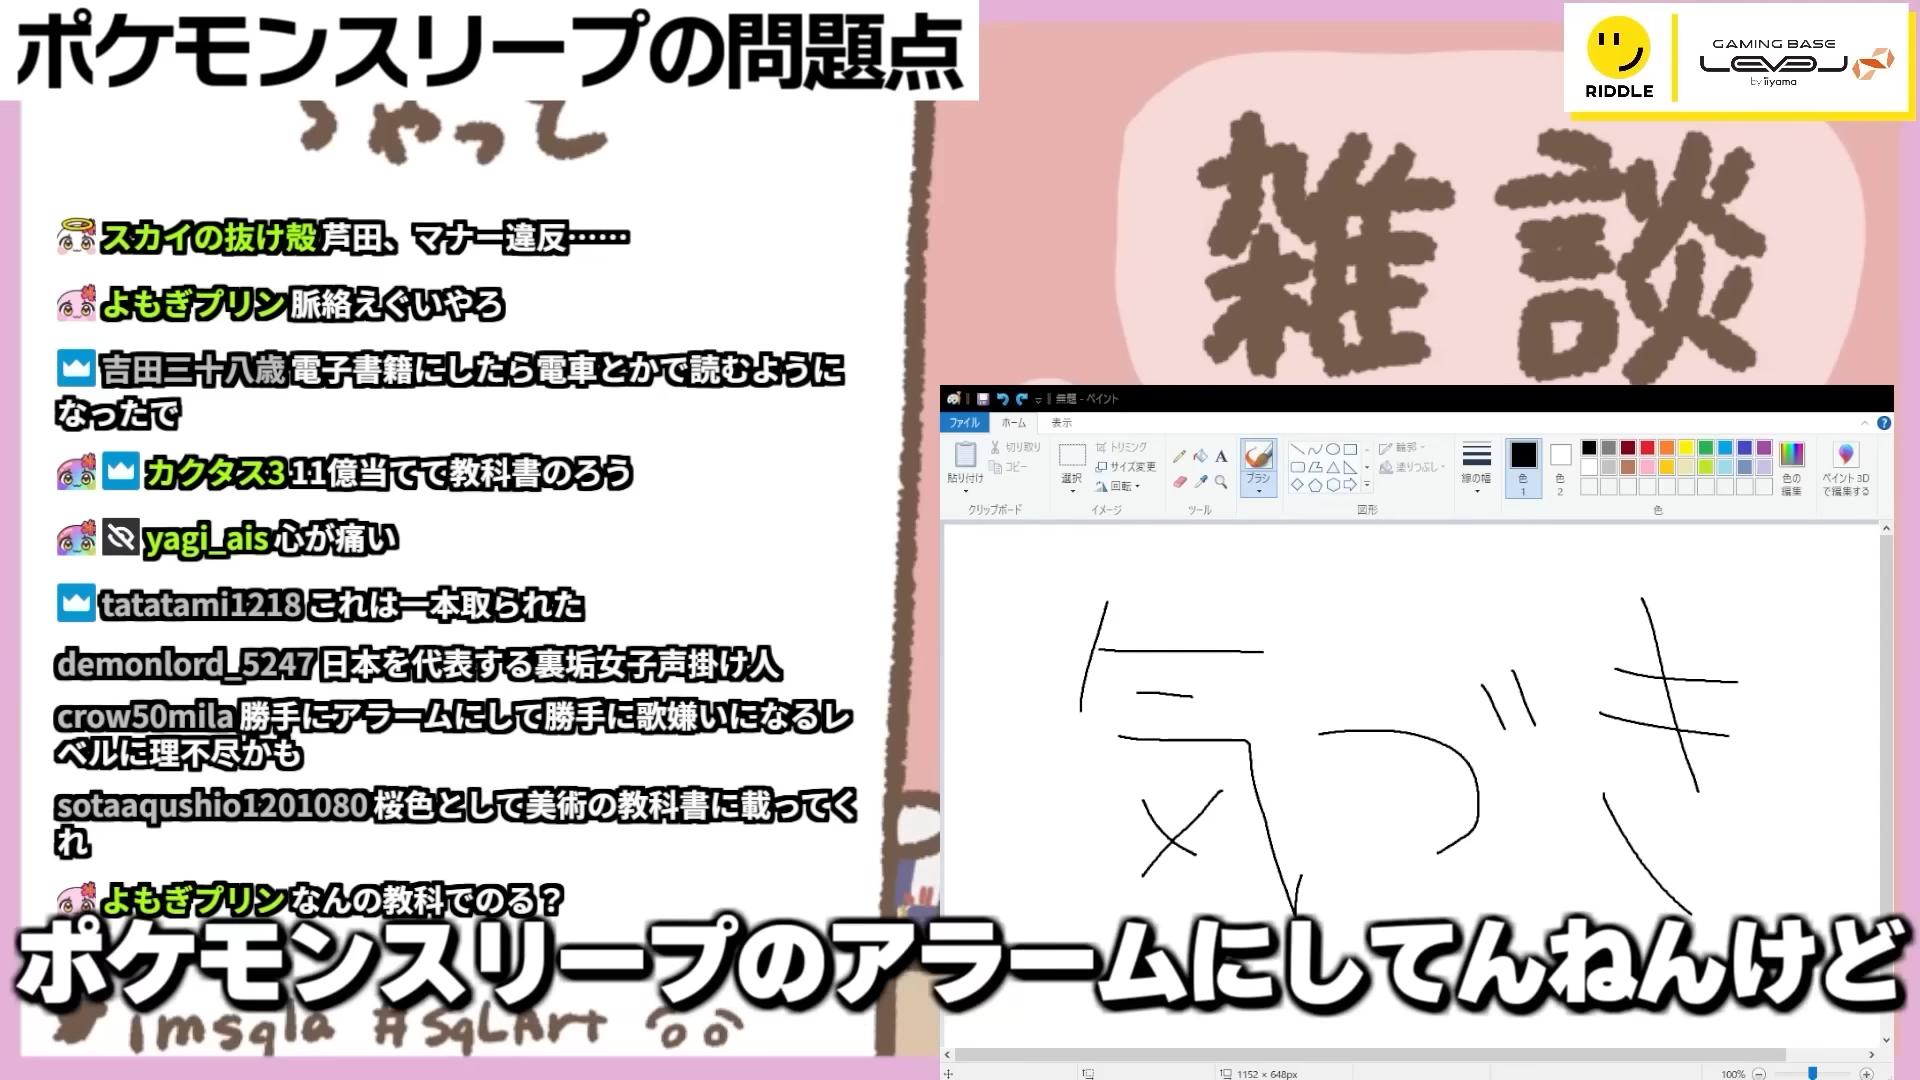 ポケモンスリープの問題点
RIDDLE
GAMING BASE
LEVEL
by iiyama
うやって
雑談
スカイの抜け殻 芦田、マナー違反……
よもぎプリン 脈絡えぐいやろ
吉田三十八歳 電子書籍にしたら電車とかで読むように
なったで
カクタス3 11億当てて教科書のろう
yagi_ais 心が痛い
tatatami1218 これは一本取られた
demonlord_5247 日本を代表する裏垢女子声掛け人
crow50mila 勝手にアラームにして勝手に歌嫌いになるレ
ベルに理不尽かも
sotaaqushio1201080 桜色として美術の教科書に載ってく
れ
よもぎプリン なんの教科でのる？
無題 - ペイント
ファイル ホーム 表示
貼り付け 切り取り コピー クリップボード
選択 トリミング サイズ変更 回転 イメージ
A ツール
ブラシ
輪郭 塗りつぶし 図形
線の幅
色 1 色 2 色の 編集 色
ペイント 3D で編集する
気づき
ポケモンスリープのアラームにしてんねんけど
imsqla #SqLArt
1152 × 648px
100%